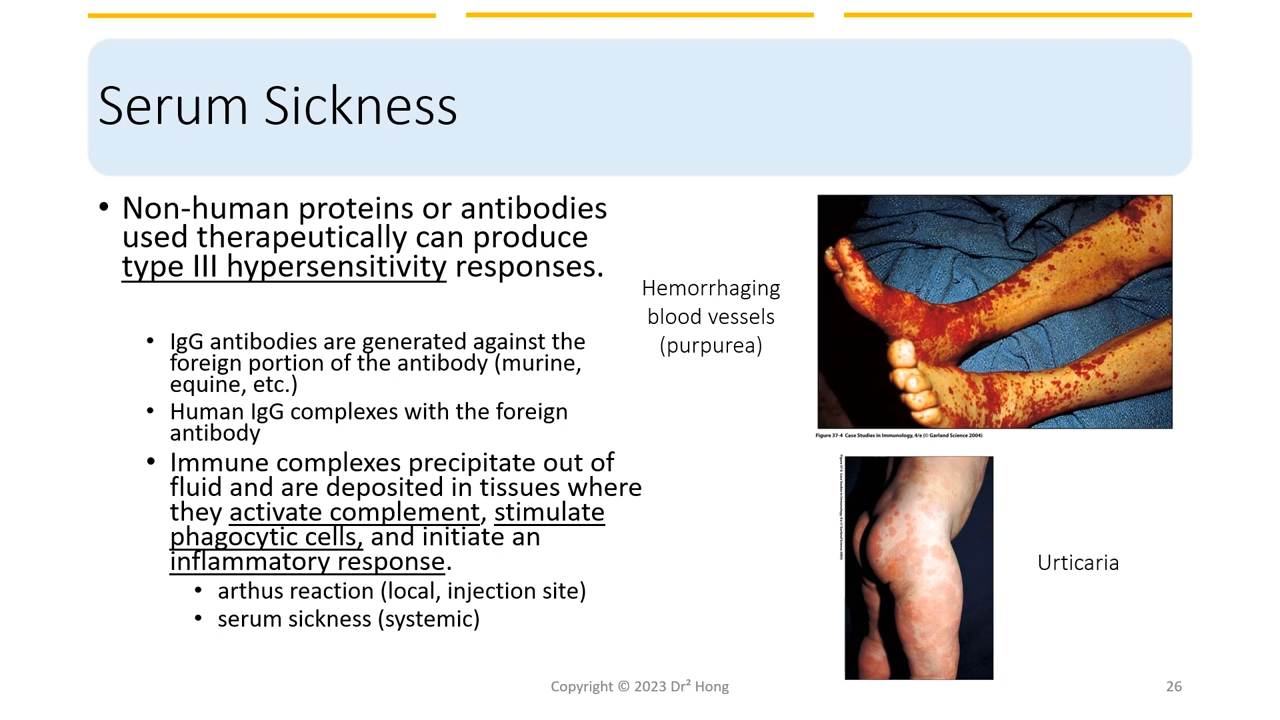 Serum Sickness
• Non-human proteins or antibodies
used therapeutically can produce
type III hypersensitivity responses.
• IgG antibodies are generated against the
foreign portion of the antibody (murine,
equine, etc.)
• Human IgG complexes with the foreign
antibody
• Immune complexes precipitate out of
fluid and are deposited in tissues where
they activate complement, stimulate
phagocytic cells, and initiate an
inflammatory response.
• arthus reaction (local, injection site)
• serum sickness (systemic)
Hemorrhaging
blood vessels
(purpurea)
Figure 37-4 Case Studies in Immunology, 4/e (© Garland Science 2004)
Urticaria
Copyright © 2023 Dr² Hong
26